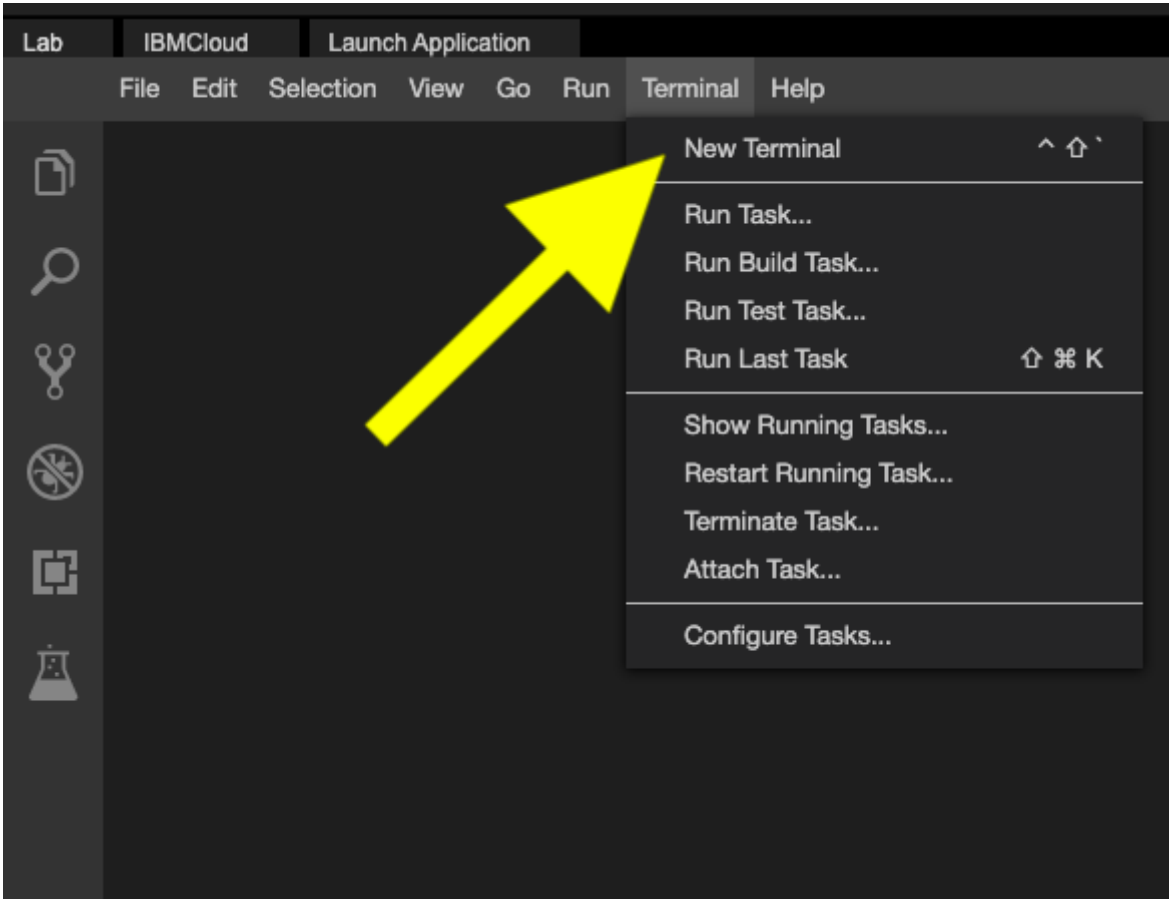 Lab IBMCloud Launch Application
File Edit Selection View Go Run Terminal Help
New Terminal ^ ⇧ `
Run Task...
Run Build Task...
Run Test Task...
Run Last Task ⇧ ⌘ K
Show Running Tasks...
Restart Running Task...
Terminate Task...
Attach Task...
Configure Tasks...